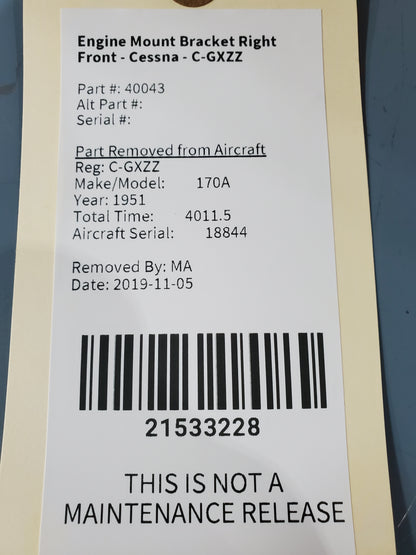 Engine Mount Bracket Right
Front - Cessna - C-GXZZ
Part #: 40043
Alt Part #:
Serial #:
Part Removed from Aircraft
Reg: C-GXZZ
Make/Model: 170A
Year: 1951
Total Time: 4011.5
Aircraft Serial: 18844
Removed By: MA
Date: 2019-11-05
21533228
THIS IS NOT A
MAINTENANCE RELEASE